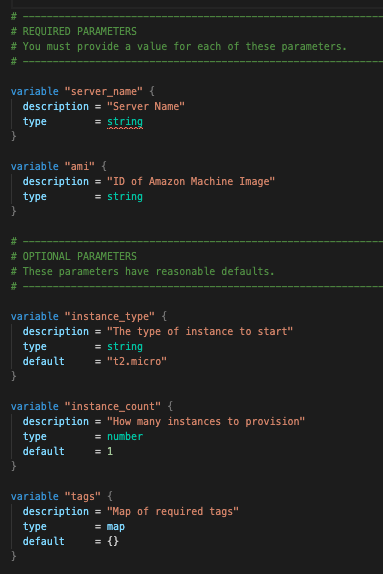 # ------------------------------------------------------------
# REQUIRED PARAMETERS
# You must provide a value for each of these parameters.
# ------------------------------------------------------------
variable "server_name" {
  description = "Server Name"
  type        = string
}
variable "ami" {
  description = "ID of Amazon Machine Image"
  type        = string
}
# ------------------------------------------------------------
# OPTIONAL PARAMETERS
# These parameters have reasonable defaults.
# ------------------------------------------------------------
variable "instance_type" {
  description = "The type of instance to start"
  type        = string
  default     = "t2.micro"
}
variable "instance_count" {
  description = "How many instances to provision"
  type        = number
  default     = 1
}
variable "tags" {
  description = "Map of required tags"
  type        = map
  default     = {}
}